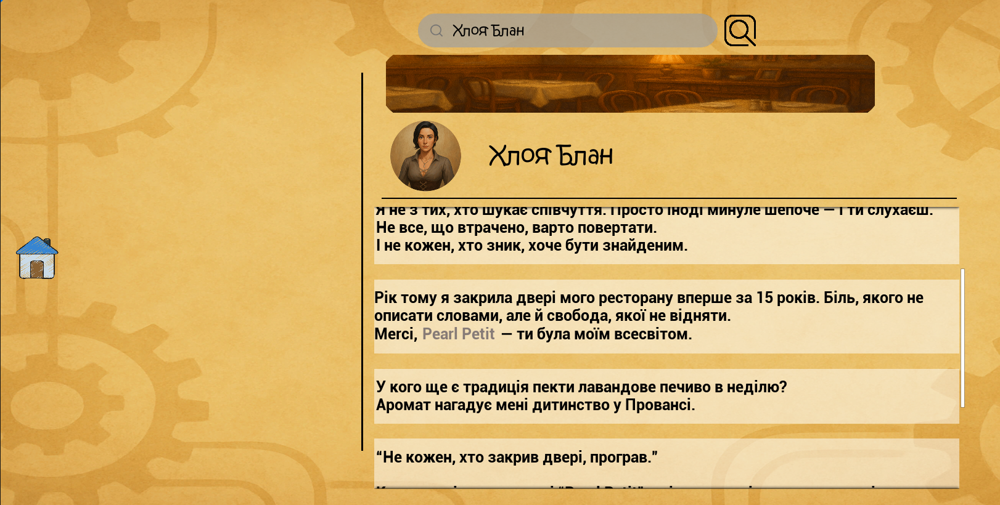 Хлоя Блан
Хлоя Блан
Я не з тих, хто шукає співчуття. Просто іноді минуле шепоче — і ти слухаєш.
Не все, що втрачено, варто повертати.
І не кожен, хто зник, хоче бути знайденим.
Рік тому я закрила двері мого ресторану вперше за 15 років. Біль, якого не
описати словами, але й свобода, якої не відняти.
Merci, Pearl Petit — ти була моїм всесвітом.
У кого ще є традиція пекти лавандове печиво в неділю?
Аромат нагадує мені дитинство у Провансі.
“Не кожен, хто закрив двері, програв.”